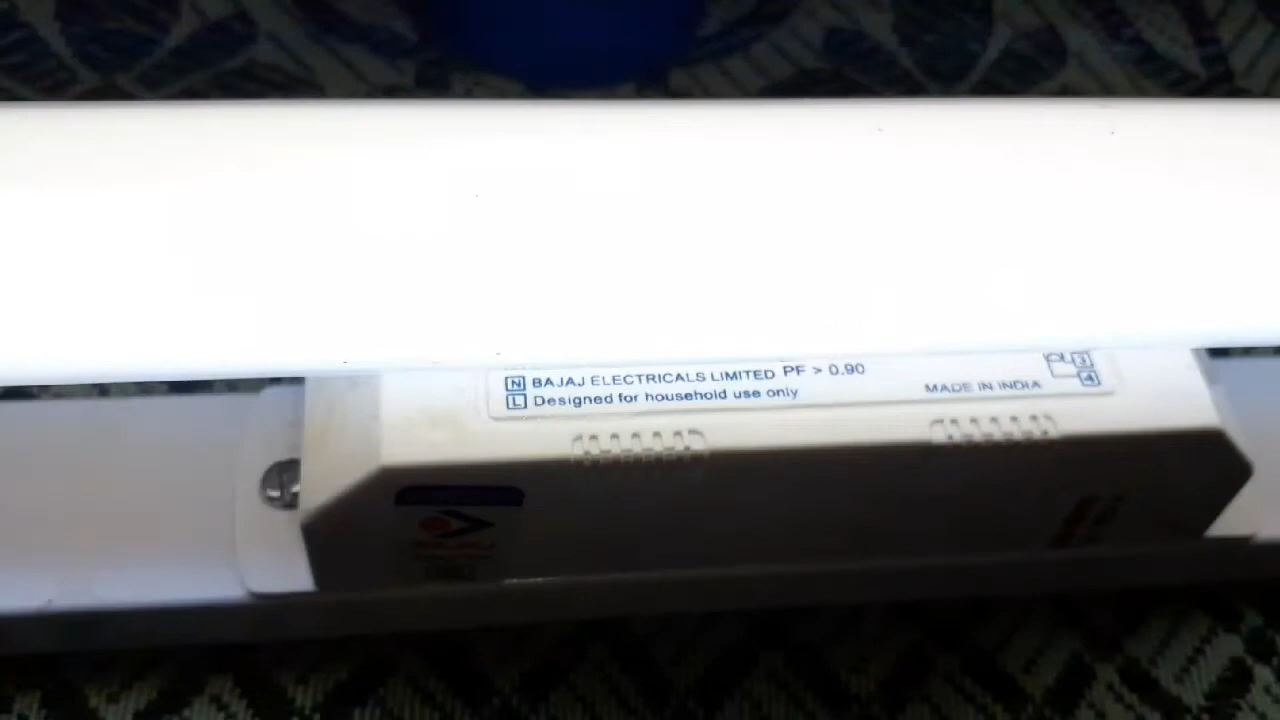 N BAJAJ ELECTRICALS LIMITED PF > 0.90
L Designed for household use only
MADE IN INDIA
3
4